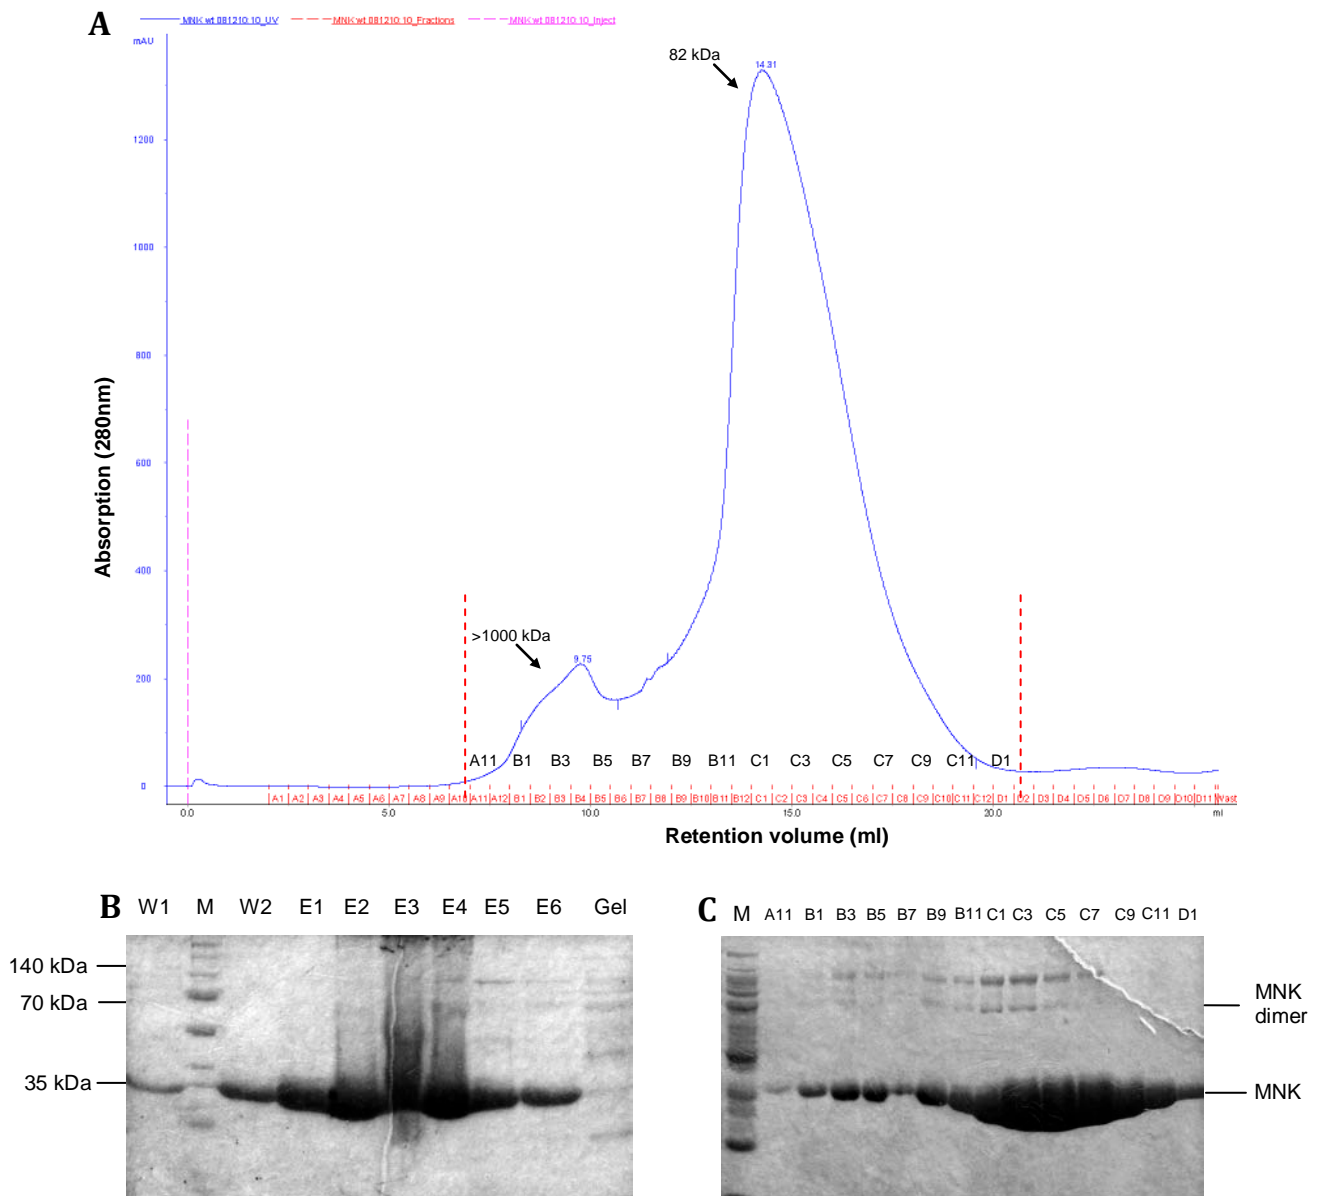 A
MNK wt 081210:10_UV MNK wt 081210:10_Fractions MNK wt 081210:10_Inject
mAU
82 kDa
14.31
1200
1000
800
600
400
200
0
Absorption (280nm)
>1000 kDa
9.75
A11 B1 B3 B5 B7 B9 B11 C1 C3 C5 C7 C9 C11 D1
A1 A2 A3 A4 A5 A6 A7 A8 A9 A10 A11 A12 B1 B2 B3 B4 B5 B6 B7 B8 B9 B10 B11 B12 C1 C2 C3 C4 C5 C6 C7 C8 C9 C10 C11 C12 D1 D2 D3 D4 D5 D6 D7 D8 D9 D10 D11 Wast
0.0 5.0 10.0 15.0 20.0 ml
Retention volume (ml)
B W1 M W2 E1 E2 E3 E4 E5 E6 Gel
140 kDa
70 kDa
35 kDa
C M A11 B1 B3 B5 B7 B9 B11 C1 C3 C5 C7 C9 C11 D1
MNK
dimer
MNK